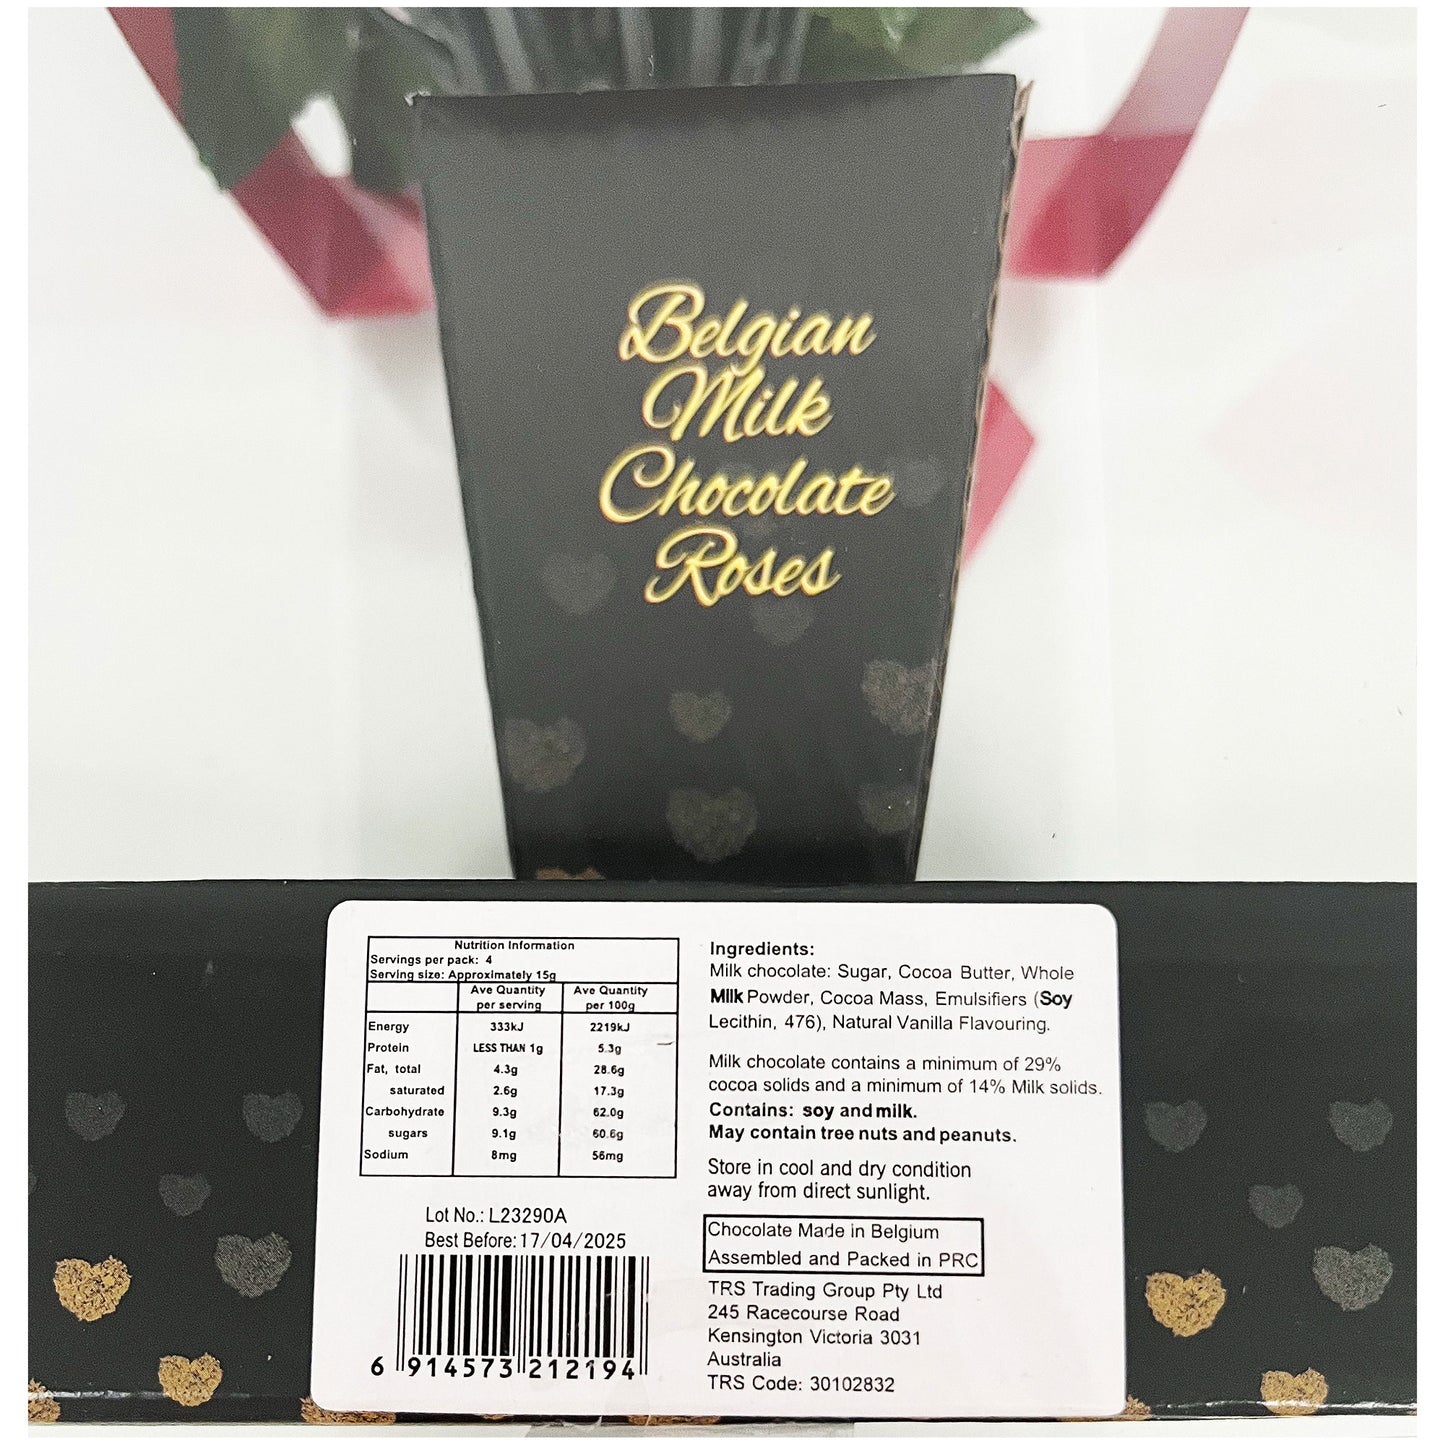 Belgian
Milk
Chocolate
Roses
Nutrition Information
Servings per pack: 4
Serving size: Approximately 15g
Ave Quantity per serving Ave Quantity per 100g
Energy 333kJ 2219kJ
Protein LESS THAN 1g 5.3g
Fat, total 4.3g 28.6g
saturated 2.6g 17.3g
Carbohydrate 9.3g 62.0g
sugars 9.1g 60.6g
Sodium 8mg 56mg
Lot No.: L23290A
Best Before: 17/04/2025
6 914573 212194
Ingredients:
Milk chocolate: Sugar, Cocoa Butter, Whole
Milk Powder, Cocoa Mass, Emulsifiers (Soy
Lecithin, 476), Natural Vanilla Flavouring.
Milk chocolate contains a minimum of 29%
cocoa solids and a minimum of 14% Milk solids.
Contains: soy and milk.
May contain tree nuts and peanuts.
Store in cool and dry condition
away from direct sunlight.
Chocolate Made in Belgium
Assembled and Packed in PRC
TRS Trading Group Pty Ltd
245 Racecourse Road
Kensington Victoria 3031
Australia
TRS Code: 30102832